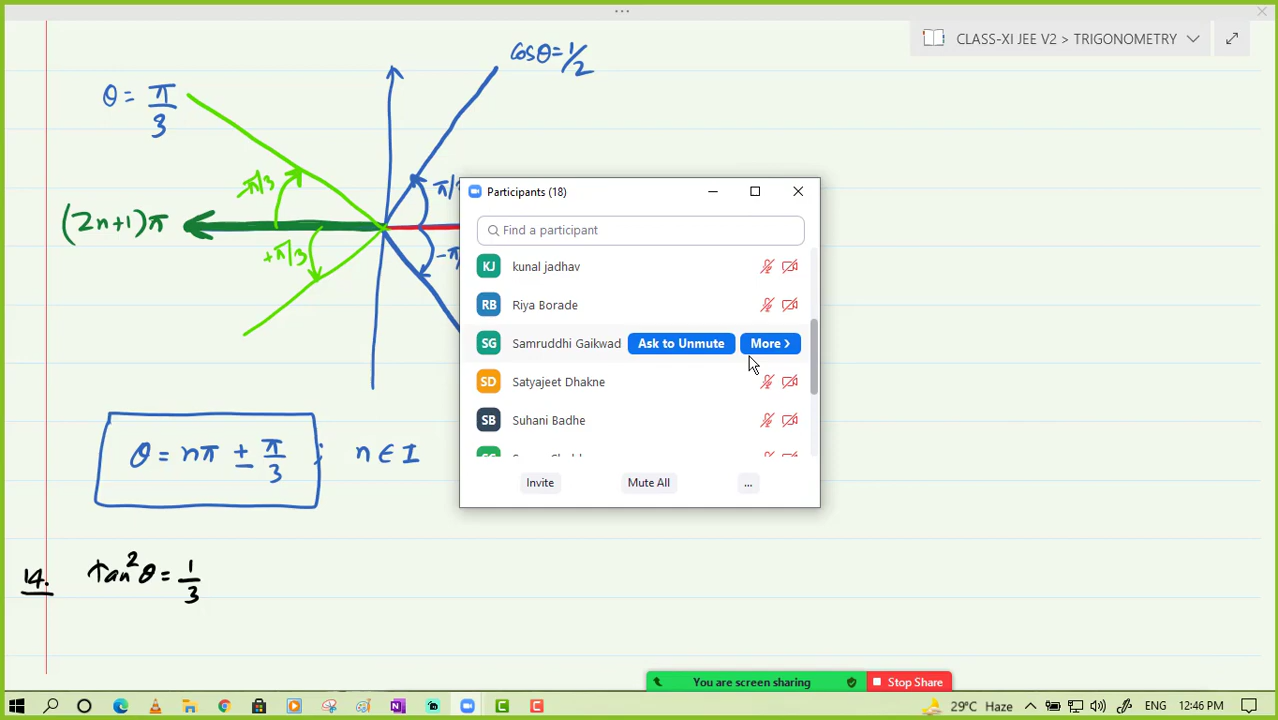 CLASS-XI JEE V2 > TRIGONOMETRY
cosθ=1/2
θ = π/3
-π/3
(2n+1)π
+π/3
π/
-π
Participants (18)
Find a participant
KJ kunal jadhav
RB Riya Borade
SG Samruddhi Gaikwad Ask to Unmute More >
SD Satyajeet Dhakne
SB Suhani Badhe
Invite Mute All ...
θ = nπ ± π/3 ; n ∈ I
14. tan²θ = 1/3
You are screen sharing Stop Share
29°C Haze ENG 12:46 PM